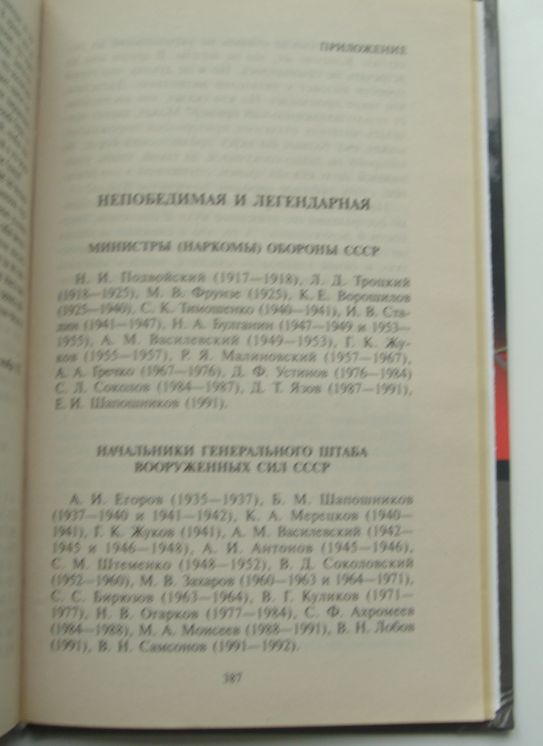 ПРИЛОЖЕНИЕ
НЕПОБЕДИМАЯ И ЛЕГЕНДАРНАЯ
МИНИСТРЫ (НАРКОМЫ) ОБОРОНЫ СССР
Н. И. Подвойский (1917—1918), Л. Д. Троцкий
(1918—1925), М. В. Фрунзе (1925), К. Е. Ворошилов
(1925—1940), С. К. Тимошенко (1940—1941), И. В. Ста-
лин (1941—1947), Н. А. Булганин (1947—1949 и 1953—
1955), А. М. Василевский (1949—1953), Г. К. Жу-
ков (1955—1957), Р. Я. Малиновский (1957—1967),
А. А. Гречко (1967—1976), Д. Ф. Устинов (1976—1984)
С. Л. Соколов (1984—1987), Д. Т. Язов (1987—1991),
Е. И. Шапошников (1991).
НАЧАЛЬНИКИ ГЕНЕРАЛЬНОГО ШТАБА
ВООРУЖЕННЫХ СИЛ СССР
А. И. Егоров (1935—1937), Б. М. Шапошников
(1937—1940 и 1941—1942), К. А. Мерецков (1940—
1941), Г. К. Жуков (1941), А. М. Василевский (1942—
1945 и 1946—1948), А. И. Антонов (1945—1946),
С. М. Штеменко (1948—1952), В. Д. Соколовский
(1952—1960), М. В. Захаров (1960—1963 и 1964—1971),
С. С. Бирюзов (1963—1964), В. Г. Куликов (1971—
1977), Н. В. Огарков (1977—1984), С. Ф. Ахромеев
(1984—1988), М. А. Моисеев (1988—1991), В. Н. Лобов
(1991), В. Н. Самсонов (1991—1992).
387